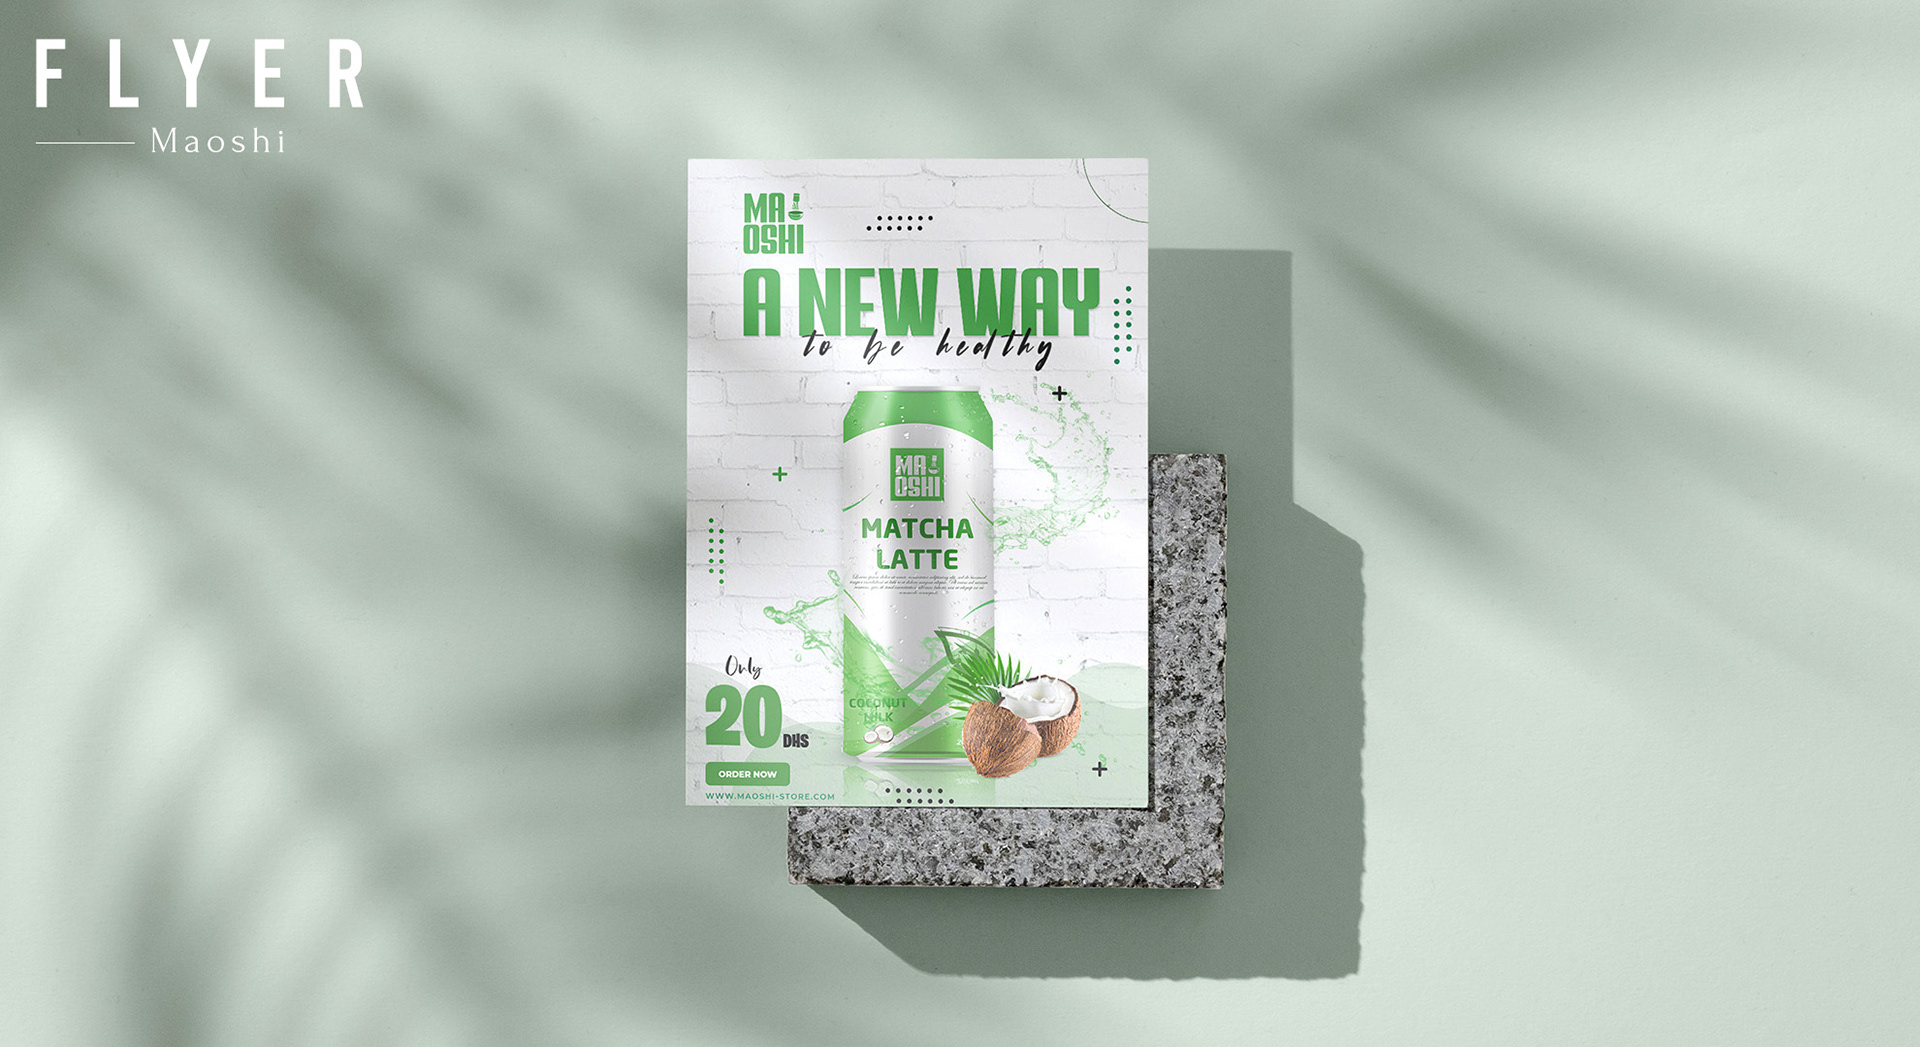 FLYER
Maoshi
MA
OSHI
A NEW WAY
to be healthy
MA
OSHI
MATCHA
LATTE
COCONUT
MILK
Only
20 DHS
ORDER NOW
WWW.MAOSHI-STORE.COM